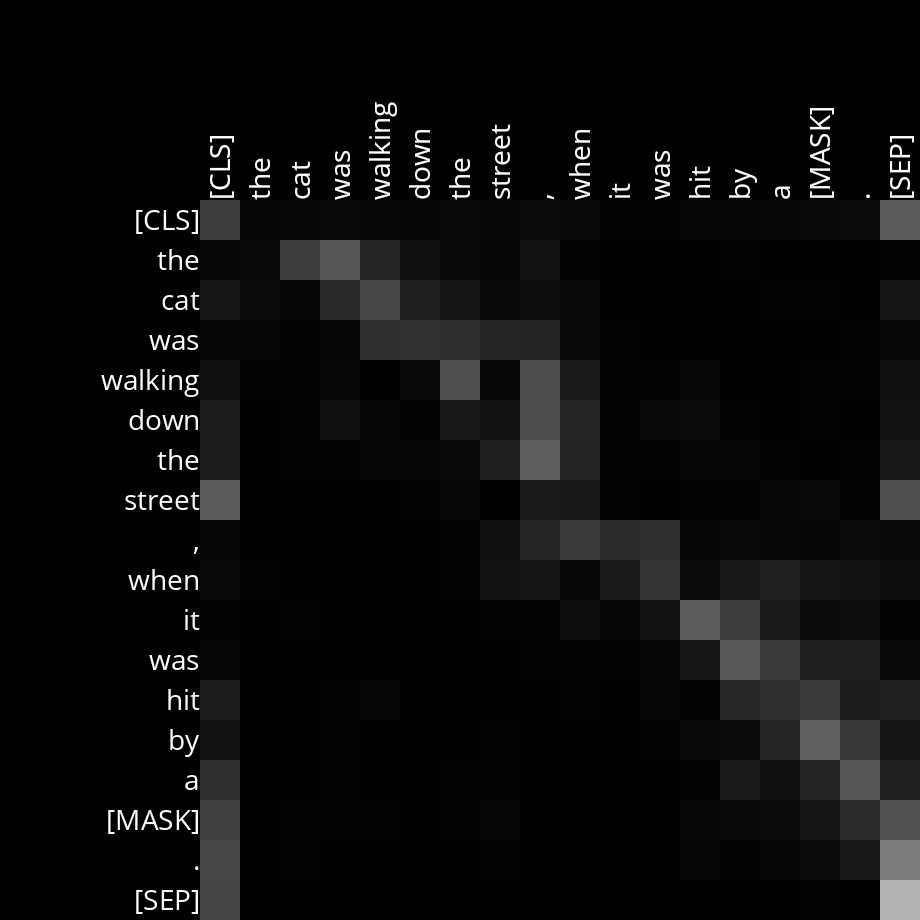 [CLS] the cat was walking down the street , when it was hit by a [MASK] . [SEP]
[CLS]
the
cat
was
walking
down
the
street
,
when
it
was
hit
by
a
[MASK]
.
[SEP]